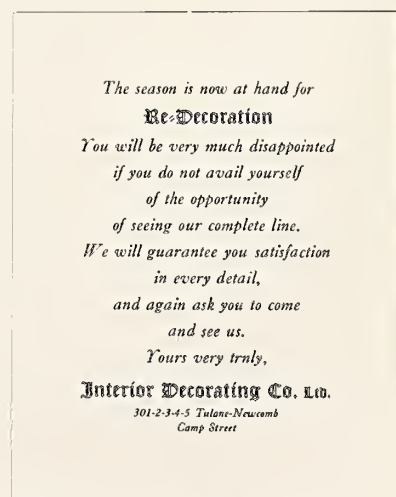 The season is now at hand for
Re-Decoration
You will be very much disappointed
if you do not avail yourself
of the opportunity
of seeing our complete line.
We will guarantee you satisfaction
in every detail,
and again ask you to come
and see us.
Yours very trnly,
Interior Decorating Co. Ltd.
301-2-3-4-5 Tulane-Newcomb
Camp Street